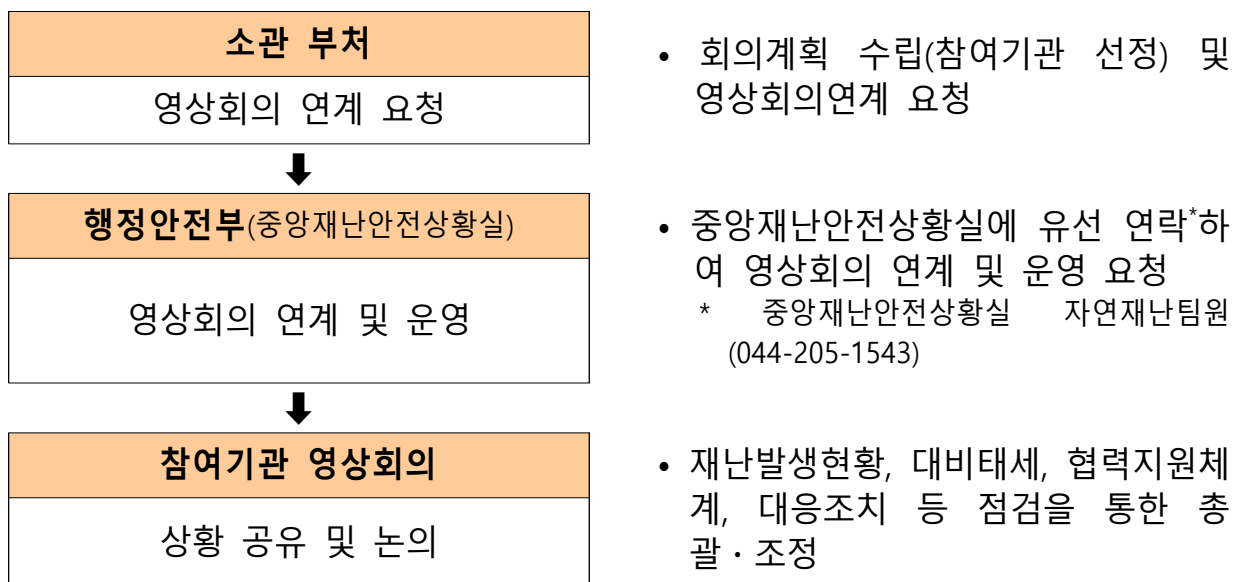 소관 부처
영상회의 연계 요청
• 회의계획 수립(참여기관 선정) 및
영상회의연계 요청
행정안전부(중앙재난안전상황실)
영상회의 연계 및 운영
• 중앙재난안전상황실에 유선 연락*하
여 영상회의 연계 및 운영 요청
* 중앙재난안전상황실 자연재난팀원
(044-205-1543)
참여기관 영상회의
상황 공유 및 논의
• 재난발생현황, 대비태세, 협력지원체
계, 대응조치 등 점검을 통한 총
괄・조정